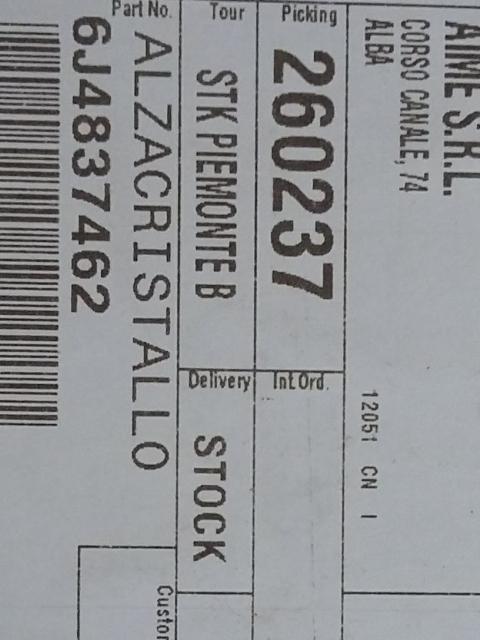 AIME S.R.L.
CORSO CANALE, 74
ALBA
12051 CN I
Picking
260237
Int.Ord.
Tour
STK PIEMONTE B
Delivery
STOCK
Part No.
ALZACRISTALLO
6J4837462
Custo